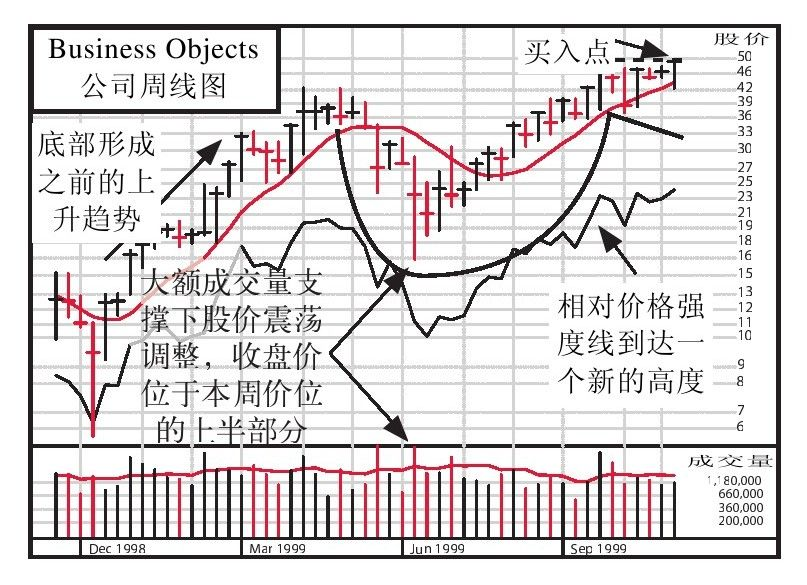 Business Objects
公司周线图
买入点
股价
底部形成
之前的上
升趋势
50
46
42
39
36
33
30
27
25
23
21
19
18
16
15
13
12
11
10
9
8
7
6
大额成交量支
撑下股价震荡
调整，收盘价
位于本周价位
的上半部分
相对价格强
度线到达一
个新的高度
成交量
1,180,000
660,000
360,000
200,000
Dec 1998
Mar 1999
Jun 1999
Sep 1999